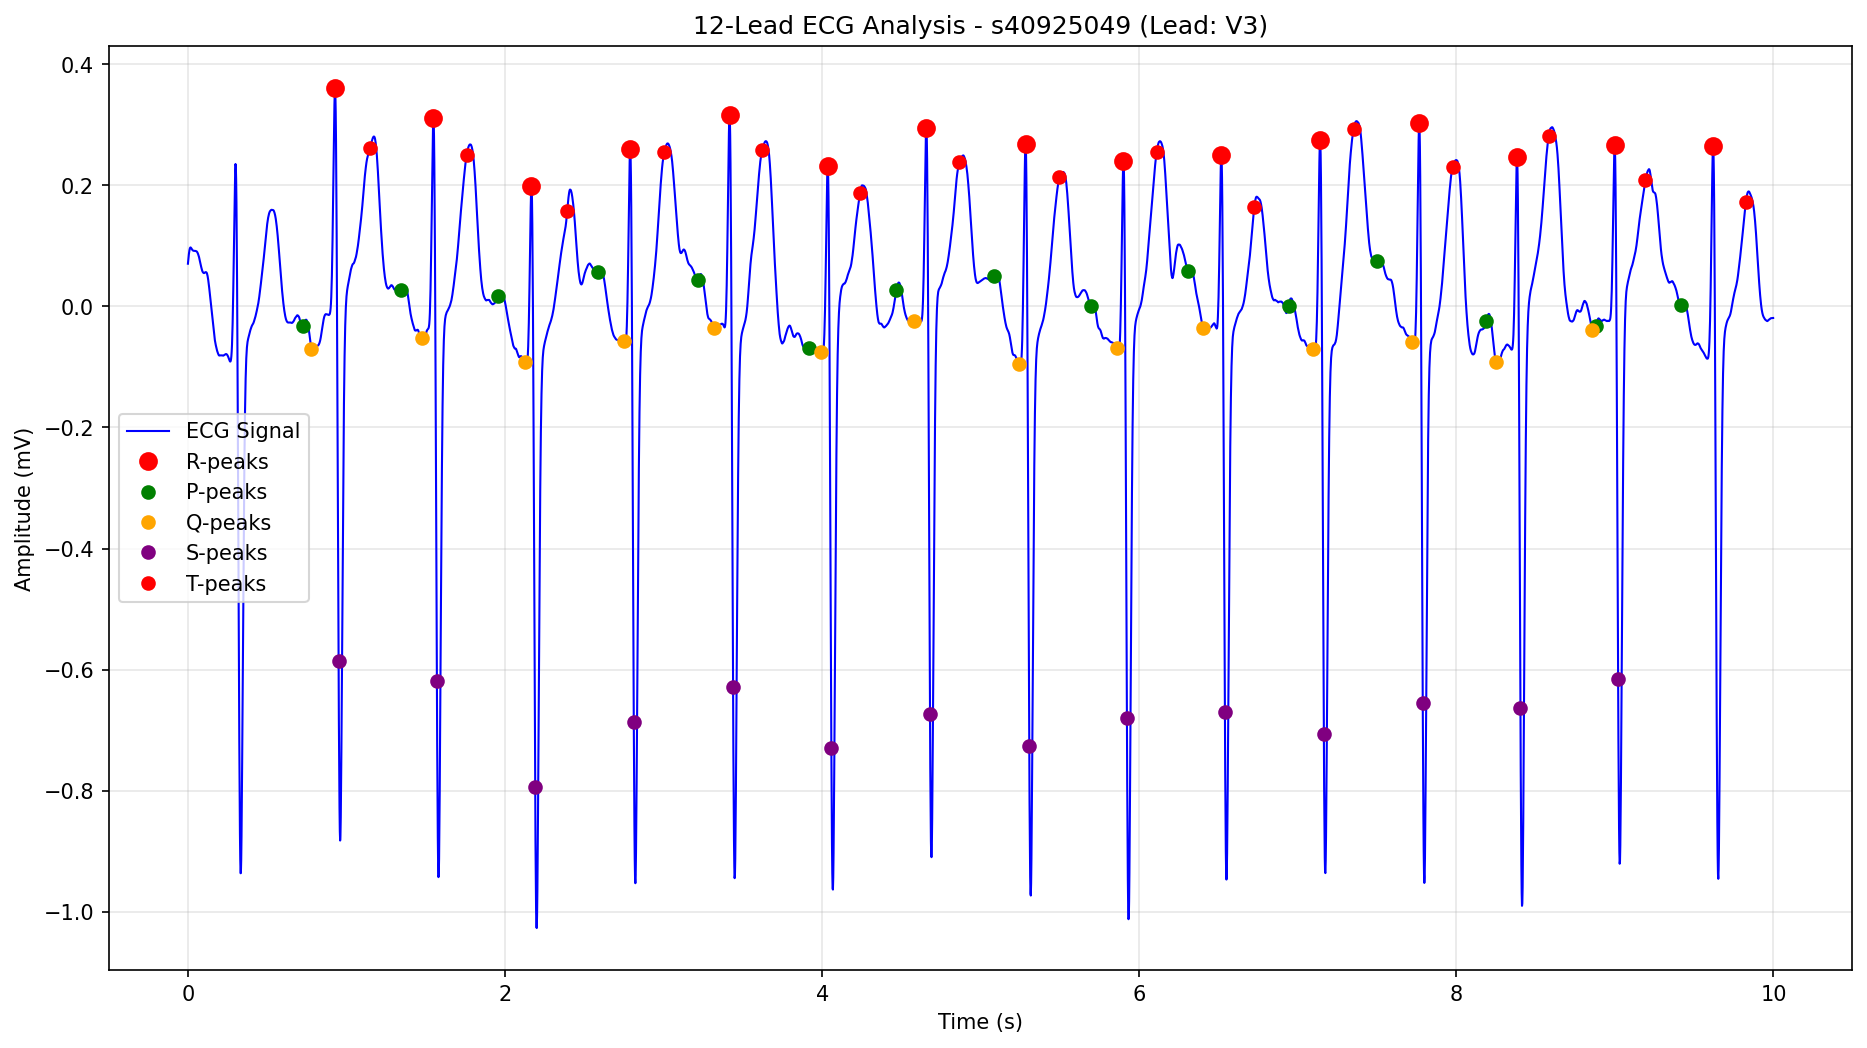 12-Lead ECG Analysis - s40925049 (Lead: V3)
0.4
0.2
0.0
−0.2
−0.4
−0.6
−0.8
−1.0
Amplitude (mV)
ECG Signal
R-peaks
P-peaks
Q-peaks
S-peaks
T-peaks
0 2 4 6 8 10
Time (s)